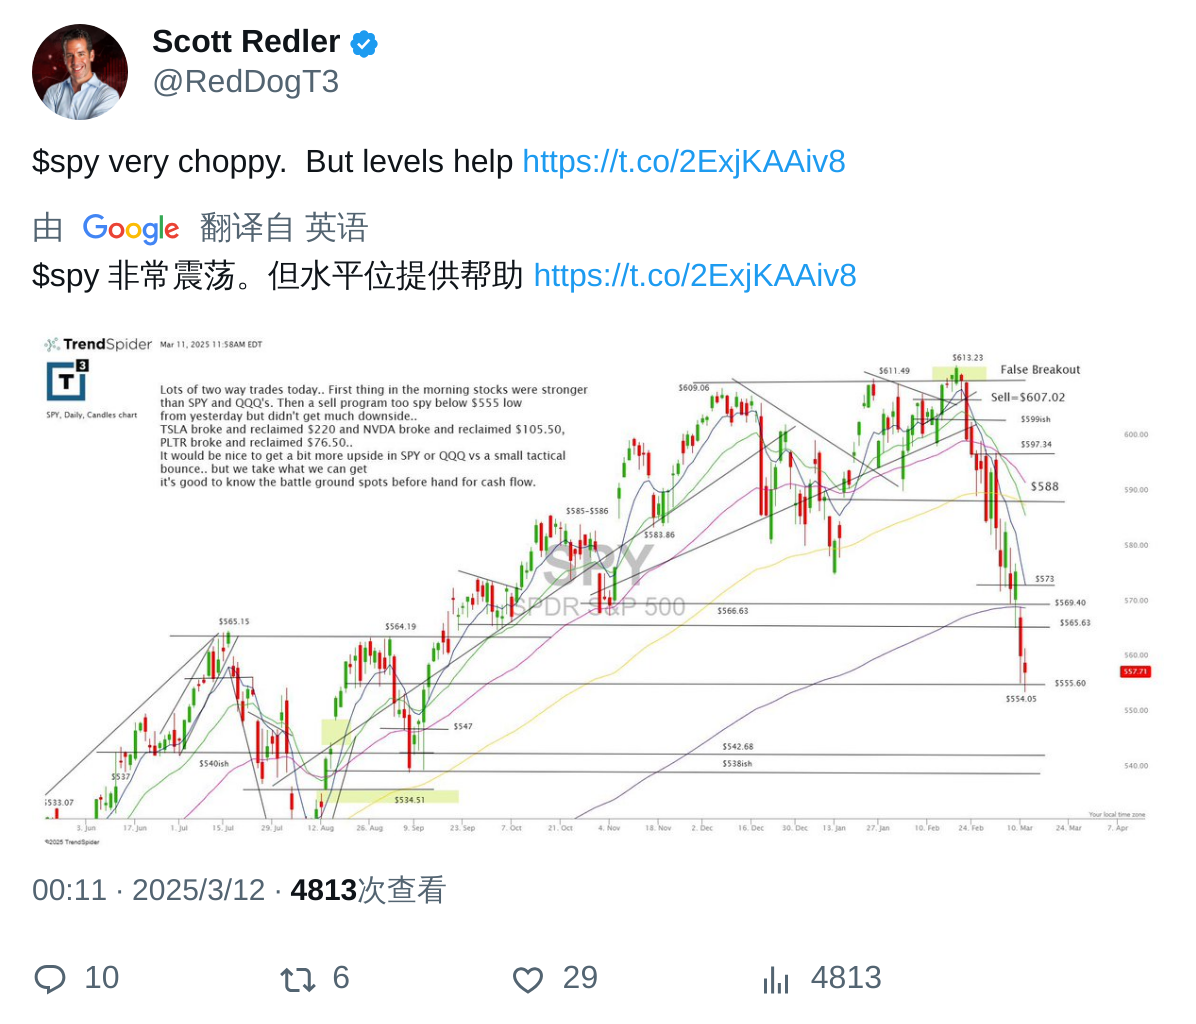 Scott Redler
@RedDogT3
$spy very choppy.  But levels help https://t.co/2ExjKAAiv8
由 Google 翻译自 英语
$spy 非常震荡。但水平位提供帮助 https://t.co/2ExjKAAiv8
TrendSpider Mar 11, 2025 11:58AM EDT
T3
SPY, Daily, Candles chart
Lots of two way trades today.. First thing in the morning stocks were stronger
than SPY and QQQ's. Then a sell program too spy below $555 low
from yesterday but didn't get much downside..
TSLA broke and reclaimed $220 and NVDA broke and reclaimed $105.50,
PLTR broke and reclaimed $76.50..
It would be nice to get a bit more upside in SPY or QQQ vs a small tactical
bounce.. but we take what we can get
it's good to know the battle ground spots before hand for cash flow.
$613.23
False Breakout
$611.49
$609.06
Sell=$607.02
$599ish
600.00
$597.34
$588
590.00
$585-$586
$583.86
580.00
SPY
$573
SPDR S&P 500
570.00
$569.40
$566.63
$565.63
$565.15
$564.19
560.00
557.71
$555.60
$554.05
550.00
$547
$542.68
$540ish
$538ish
540.00
$537
$534.51
$533.07
Your local time zone
3. Jun 17. Jun 1. Jul 15. Jul 29. Jul 12. Aug 26. Aug 9. Sep 23. Sep 7. Oct 21. Oct 4. Nov 18. Nov 2. Dec 16. Dec 30. Dec 13. Jan 27. Jan 10. Feb 24. Feb 10. Mar 24. Mar 7. Apr
©2025 TrendSpider
00:11 · 2025/3/12 · 4813次查看
10 6 29 4813